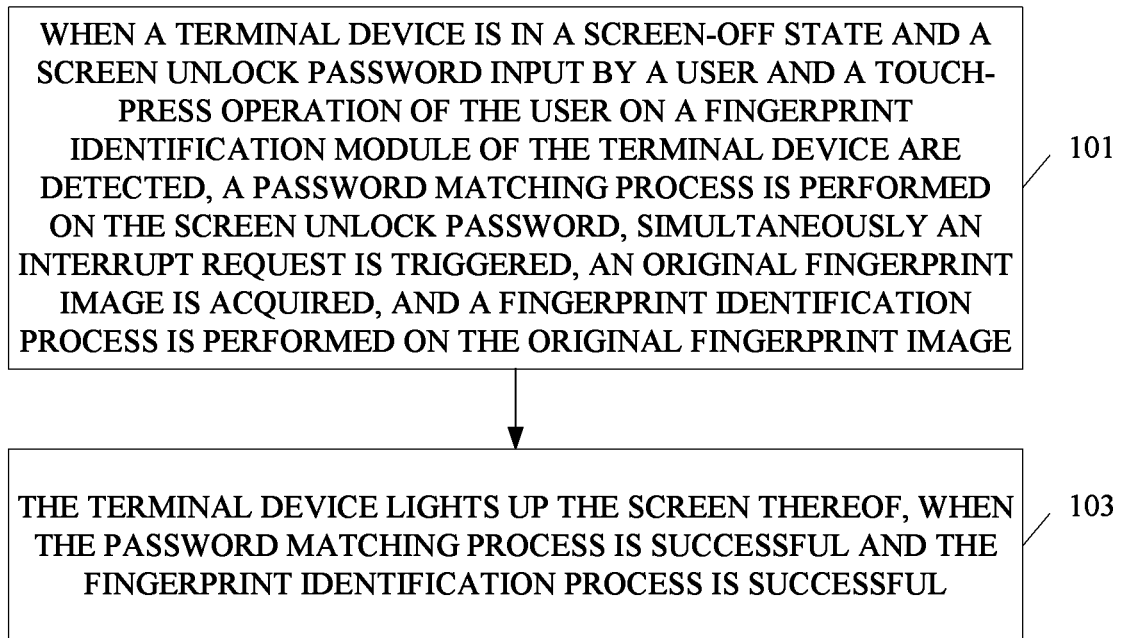 WHEN A TERMINAL DEVICE IS IN A SCREEN-OFF STATE AND A
SCREEN UNLOCK PASSWORD INPUT BY A USER AND A TOUCH-
PRESS OPERATION OF THE USER ON A FINGERPRINT
IDENTIFICATION MODULE OF THE TERMINAL DEVICE ARE
DETECTED, A PASSWORD MATCHING PROCESS IS PERFORMED
ON THE SCREEN UNLOCK PASSWORD, SIMULTANEOUSLY AN
INTERRUPT REQUEST IS TRIGGERED, AN ORIGINAL FINGERPRINT
IMAGE IS ACQUIRED, AND A FINGERPRINT IDENTIFICATION
PROCESS IS PERFORMED ON THE ORIGINAL FINGERPRINT IMAGE
101
THE TERMINAL DEVICE LIGHTS UP THE SCREEN THEREOF, WHEN
THE PASSWORD MATCHING PROCESS IS SUCCESSFUL AND THE
FINGERPRINT IDENTIFICATION PROCESS IS SUCCESSFUL
103